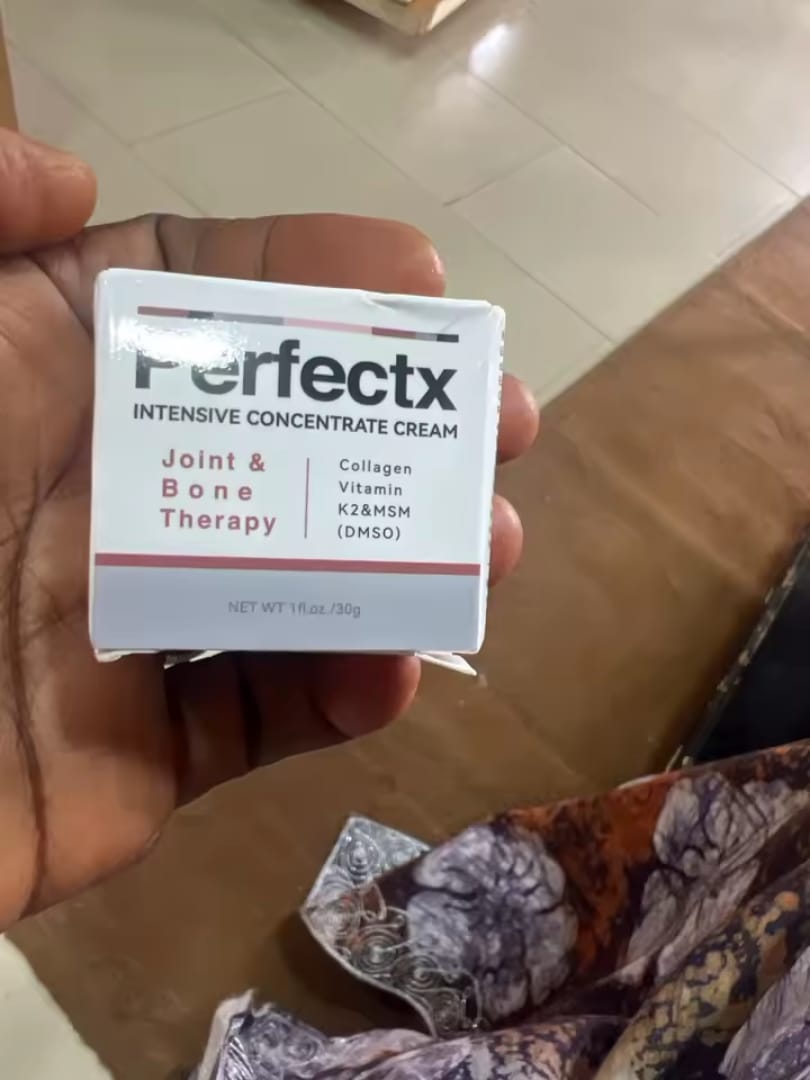 Perfectx
INTENSIVE CONCENTRATE CREAM
Joint &
Bone
Therapy
Collagen
Vitamin
K2&MSM
(DMSO)
NET WT 1fl.oz./30g